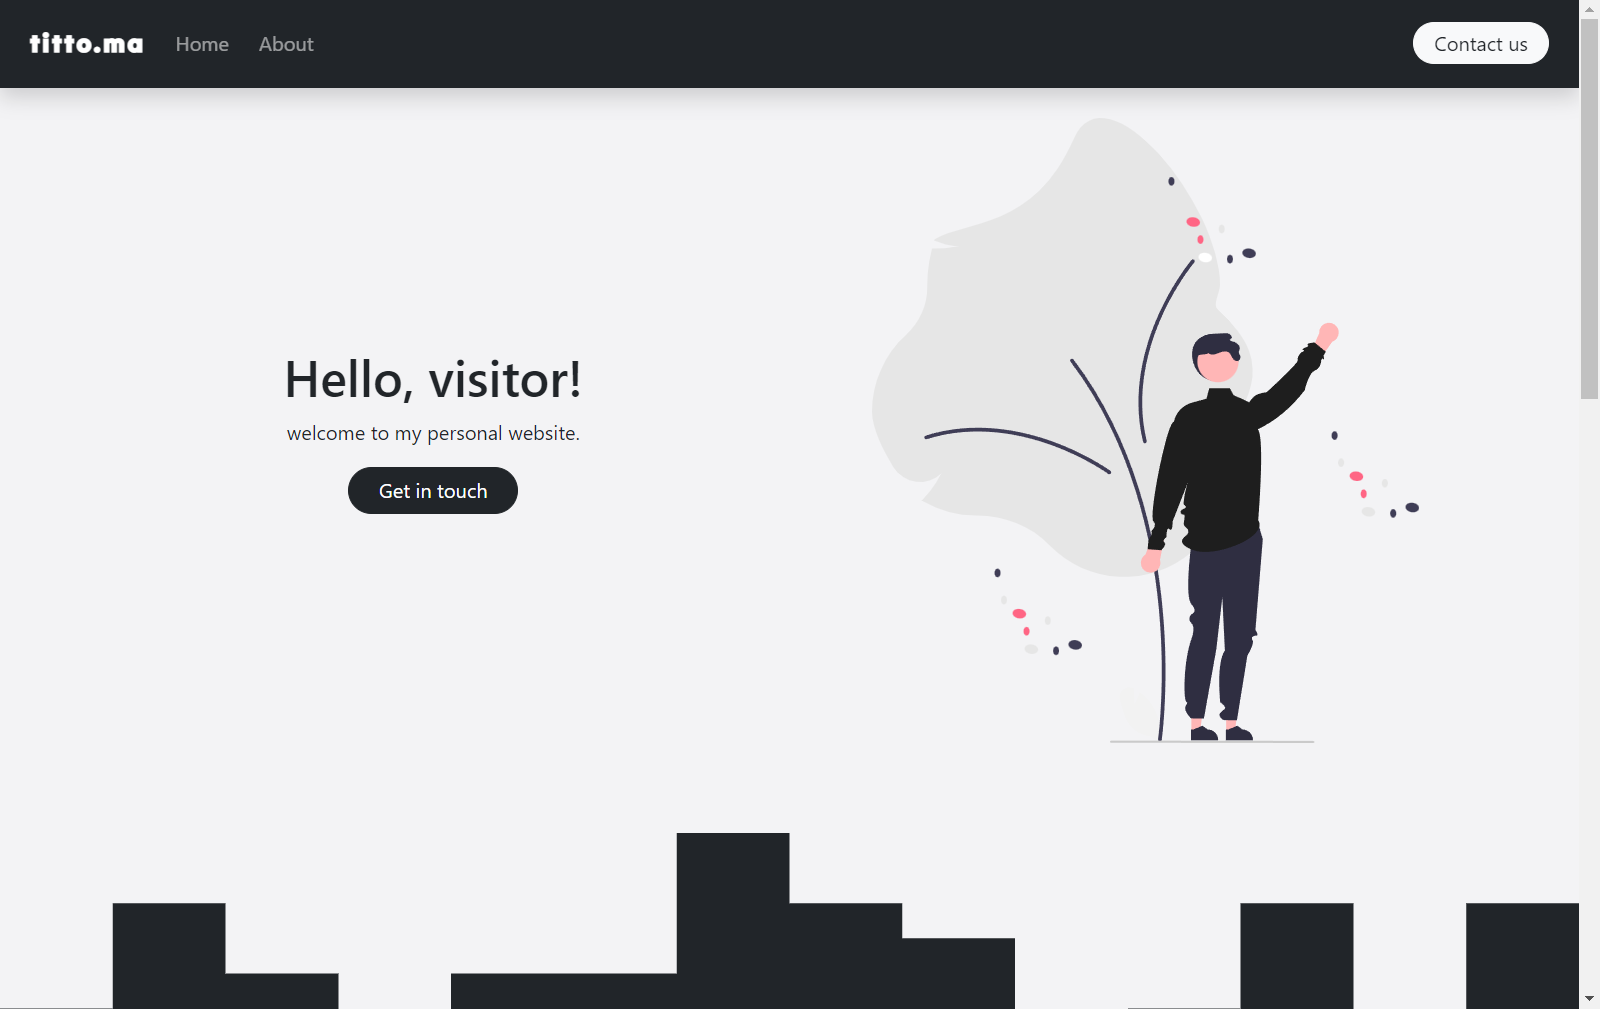 titto.ma Home About Contact us
Hello, visitor!
welcome to my personal website.
Get in touch